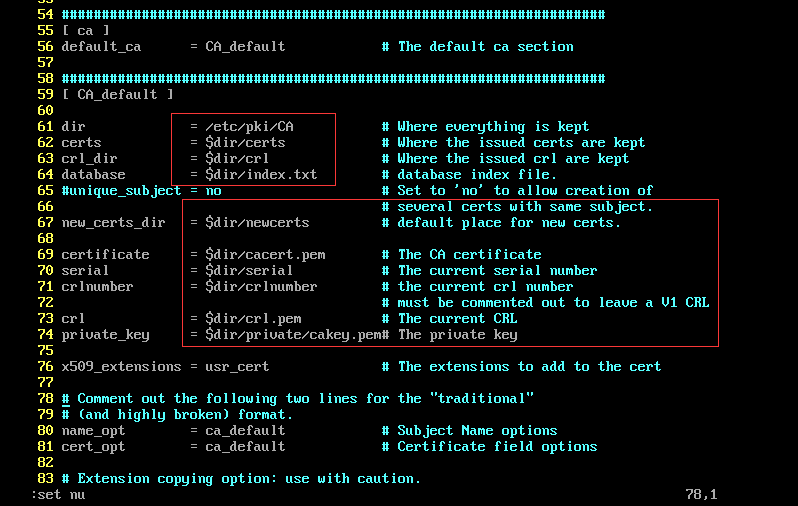 53
54 ####################################################################
55 [ ca ]
56 default_ca      = CA_default            # The default ca section
57
58 ####################################################################
59 [ CA_default ]
60
61 dir             = /etc/pki/CA           # Where everything is kept
62 certs           = $dir/certs            # Where the issued certs are kept
63 crl_dir         = $dir/crl              # Where the issued crl are kept
64 database        = $dir/index.txt        # database index file.
65 #unique_subject = no                    # Set to 'no' to allow creation of
66                                         # several certs with same subject.
67 new_certs_dir   = $dir/newcerts         # default place for new certs.
68
69 certificate     = $dir/cacert.pem       # The CA certificate
70 serial          = $dir/serial           # The current serial number
71 crlnumber       = $dir/crlnumber        # the current crl number
72                                         # must be commented out to leave a V1 CRL
73 crl             = $dir/crl.pem          # The current CRL
74 private_key     = $dir/private/cakey.pem# The private key
75
76 x509_extensions = usr_cert              # The extensions to add to the cert
77
78 # Comment out the following two lines for the "traditional"
79 # (and highly broken) format.
80 name_opt        = ca_default            # Subject Name options
81 cert_opt        = ca_default            # Certificate field options
82
83 # Extension copying option: use with caution.
:set nu                                                                       78,1